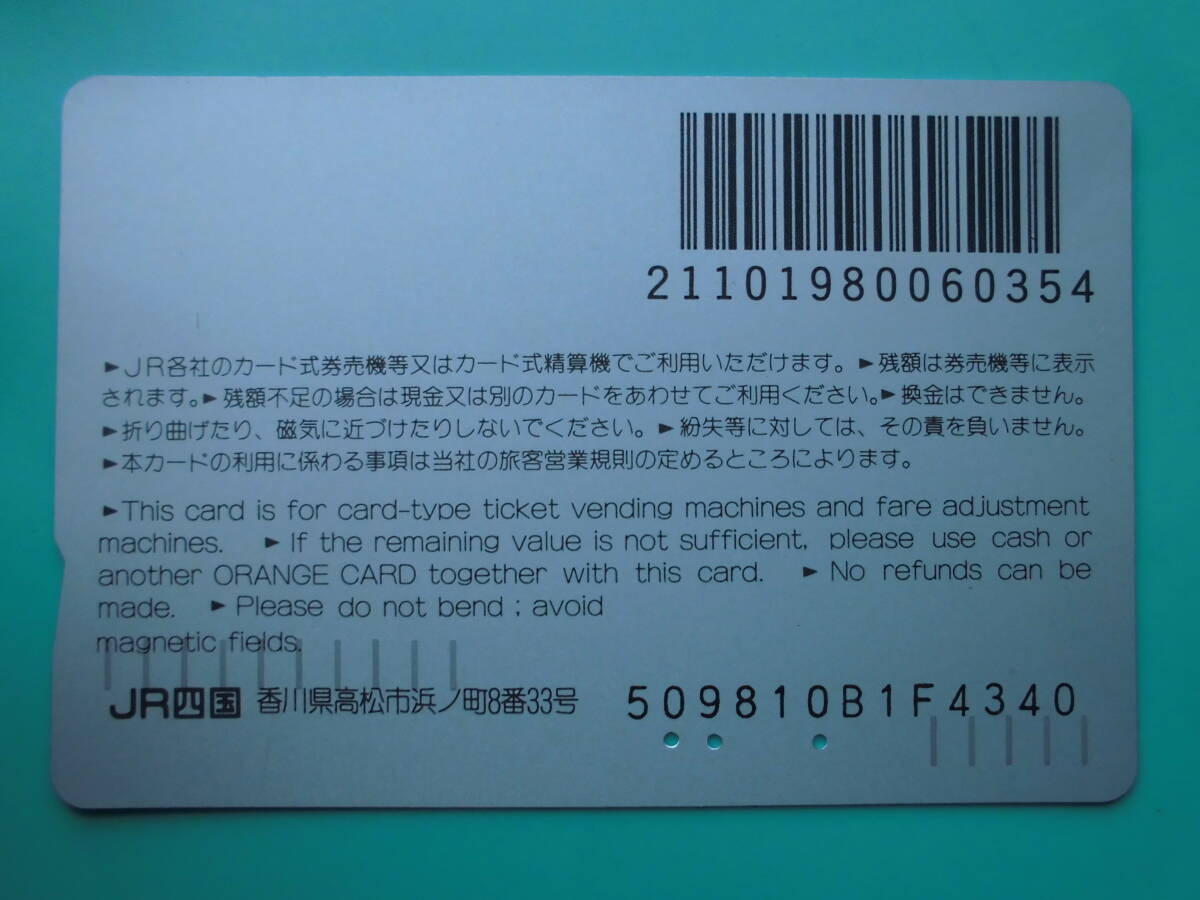 211019800060354
►JR各社のカード式券売機等又はカード式精算機でご利用いただけます。►残額は券売機等に表示
されます。►残額不足の場合は現金又は別のカードをあわせてご利用ください。►換金はできません。
►折り曲げたり、磁気に近づけたりしないでください。►紛失等に対しては、その責を負いません。
►本カードの利用に係わる事項は当社の旅客営業規則の定めるところによります。
►This card is for card-type ticket vending machines and fare adjustment
machines. ►If the remaining value is not sufficient, please use cash or
another ORANGE CARD together with this card. ►No refunds can be
made. ►Please do not bend ; avoid
magnetic fields.
JR四国 香川県高松市浜ノ町8番33号 509810B1F4340